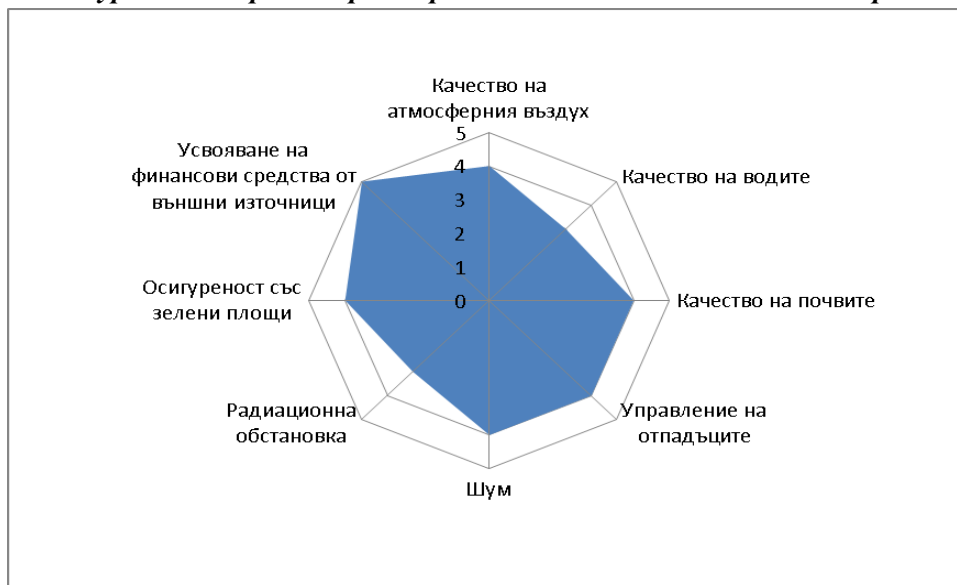 Качество на
атмосферния въздух
5
4
3
2
1
0
Качество на водите
Качество на почвите
Управление на
отпадъците
Шум
Радиационна
обстановка
Осигуреност със
зелени площи
Усвояване на
финансови средства от
външни източници